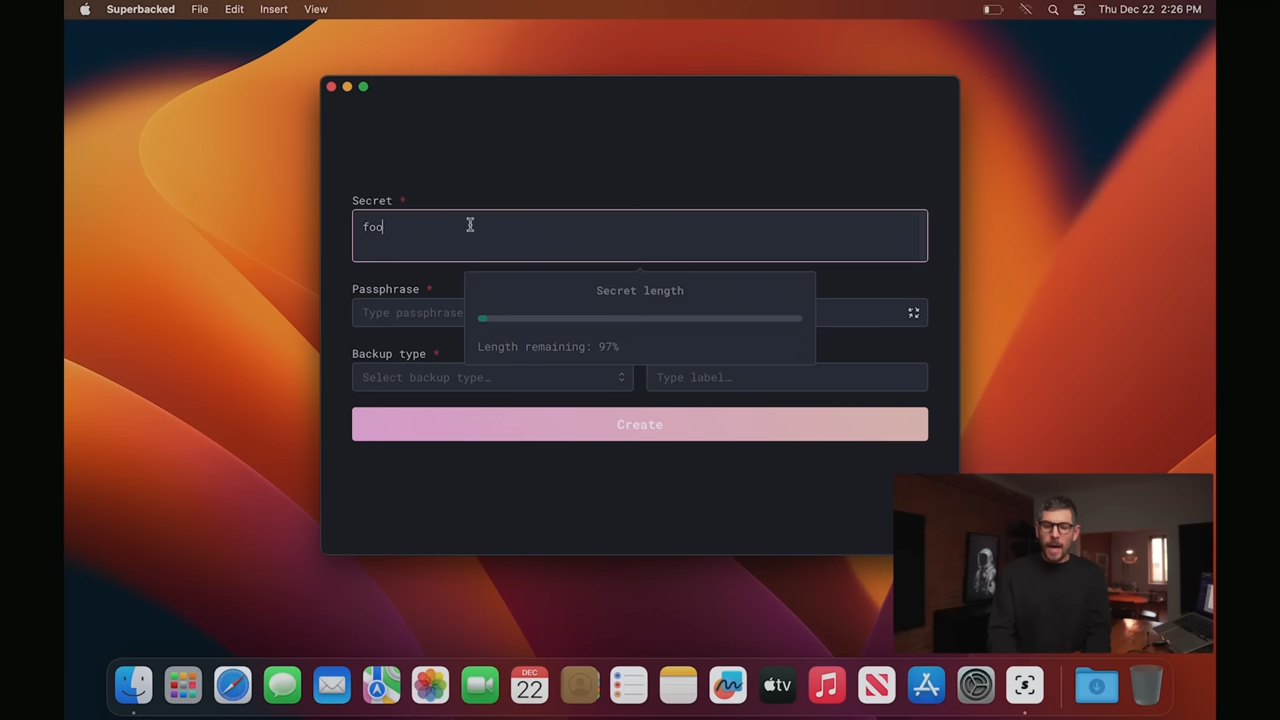 Superbacked File Edit Insert View Thu Dec 22 2:26 PM
Secret *
foo
Passphrase *
Type passphrase
Secret length
Length remaining: 97%
Backup type *
Select backup type…
Type label…
Create
DEC
22
tv